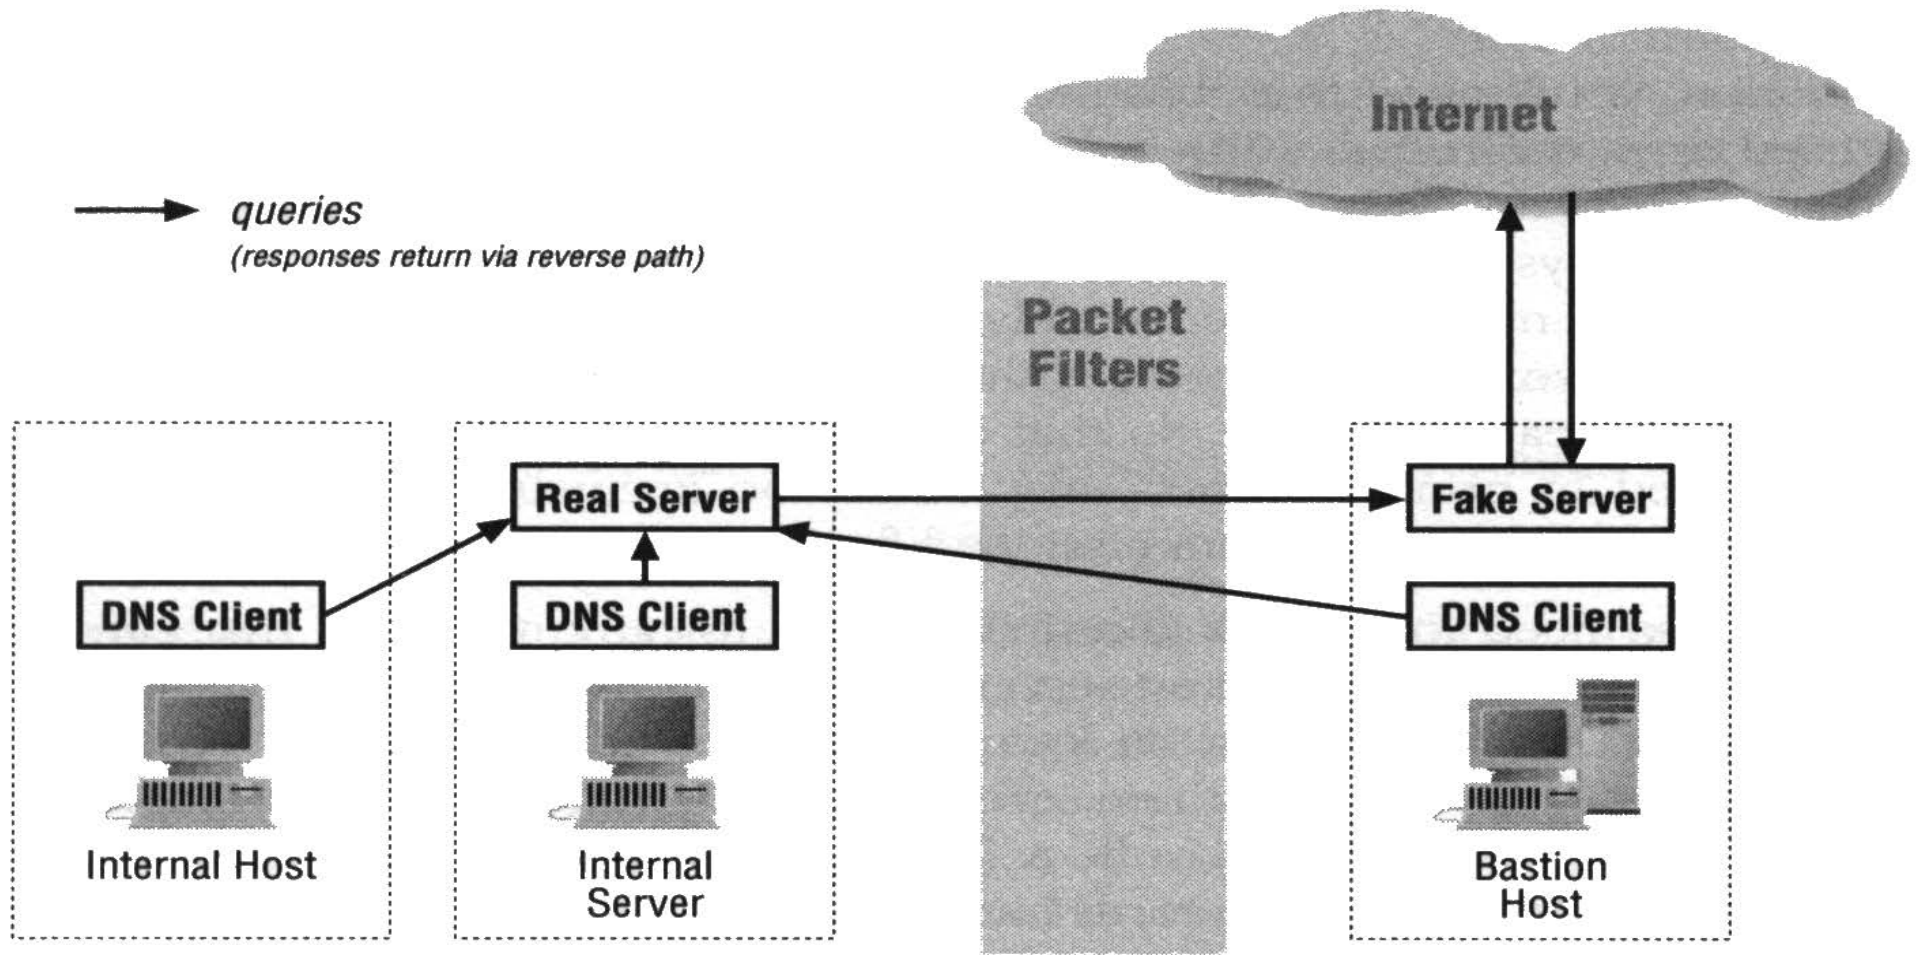 Internet
queries
(responses return via reverse path)
Packet
Filters
Real Server
Fake Server
DNS Client
DNS Client
DNS Client
Internal Host
Internal
Server
Bastion
Host